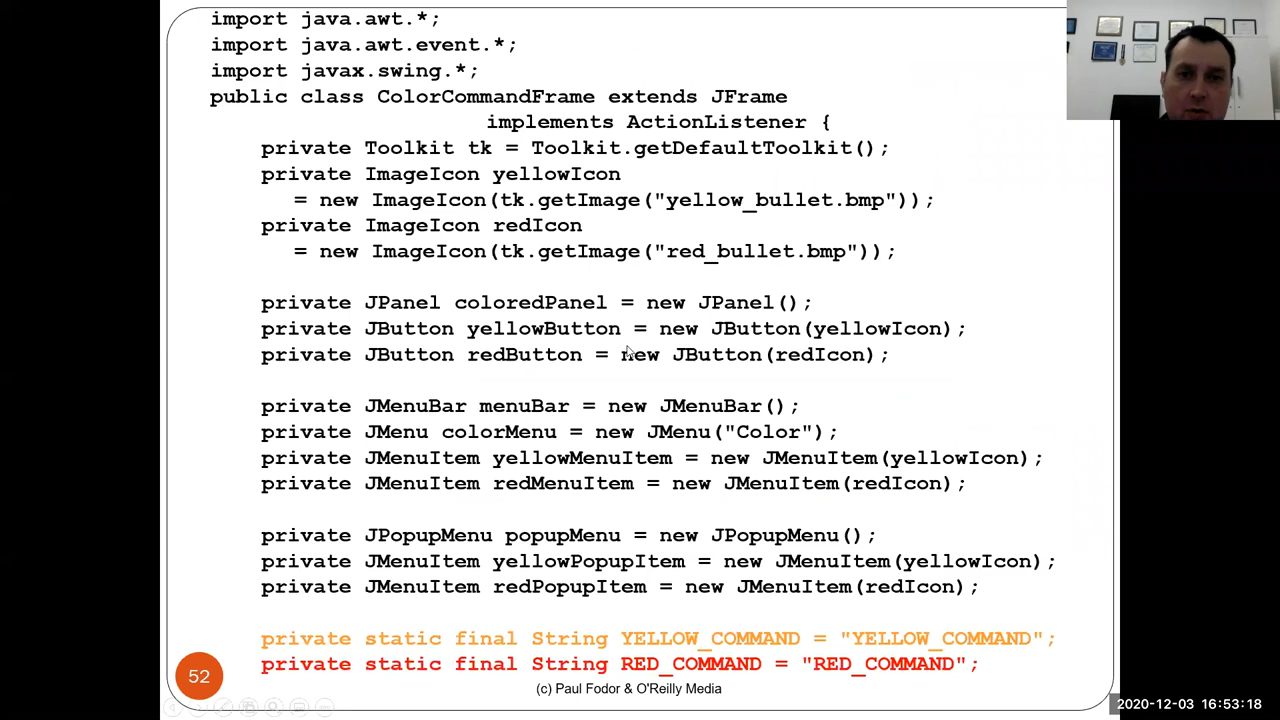 import java.awt.*;
import java.awt.event.*;
import javax.swing.*;
public class ColorCommandFrame extends JFrame
implements ActionListener {
private Toolkit tk = Toolkit.getDefaultToolkit();
private ImageIcon yellowIcon
= new ImageIcon(tk.getImage("yellow_bullet.bmp"));
private ImageIcon redIcon
= new ImageIcon(tk.getImage("red_bullet.bmp"));
private JPanel coloredPanel = new JPanel();
private JButton yellowButton = new JButton(yellowIcon);
private JButton redButton = new JButton(redIcon);
private JMenuBar menuBar = new JMenuBar();
private JMenu colorMenu = new JMenu("Color");
private JMenuItem yellowMenuItem = new JMenuItem(yellowIcon);
private JMenuItem redMenuItem = new JMenuItem(redIcon);
private JPopupMenu popupMenu = new JPopupMenu();
private JMenuItem yellowPopupItem = new JMenuItem(yellowIcon);
private JMenuItem redPopupItem = new JMenuItem(redIcon);
private static final String YELLOW_COMMAND = "YELLOW_COMMAND";
private static final String RED_COMMAND = "RED_COMMAND";
52
(c) Paul Fodor & O'Reilly Media
2020-12-03 16:53:18